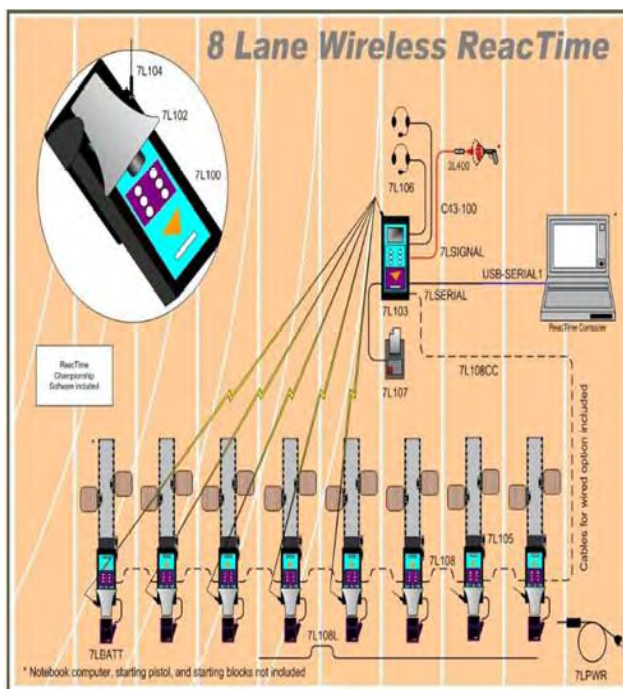 8 Lane Wireless ReacTime
7L104
7L102
7L100
7L106
2L400
*
C43-100
7LSIGNAL
*
USB-SERIAL1
7LSERIAL
7L103
ReacTime Computer
7L108CC
7L107
ReacTime
Championship
Software included
Cables for wired option included
*
7L105
7L108
7L108L
7LBATT
7LPWR
* Notebook computer, starting pistol, and starting blocks not included